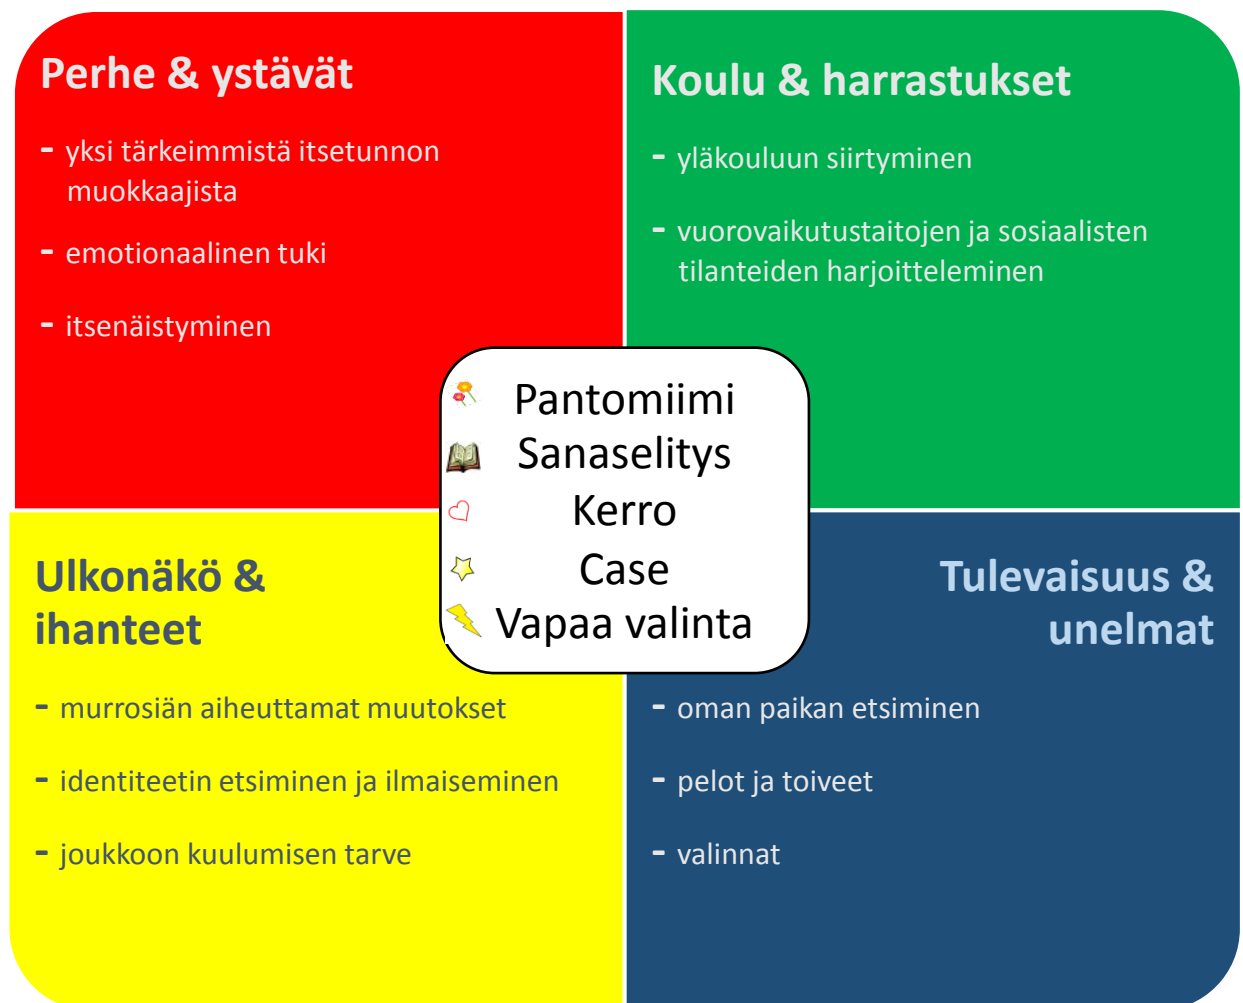 Perhe & ystävät
- yksi tärkeimmistä itsetunnon
muokkaajista
- emotionaalinen tuki
- itsenäistyminen
Koulu & harrastukset
- yläkouluun siirtyminen
- vuorovaikutustaitojen ja sosiaalisten
tilanteiden harjoitteleminen
Pantomiimi
Sanaselitys
Kerro
Case
Vapaa valinta
Ulkonäkö &
ihanteet
- murrosiän aiheuttamat muutokset
- identiteetin etsiminen ja ilmaiseminen
- joukkoon kuulumisen tarve
Tulevaisuus &
unelmat
- oman paikan etsiminen
- pelot ja toiveet
- valinnat